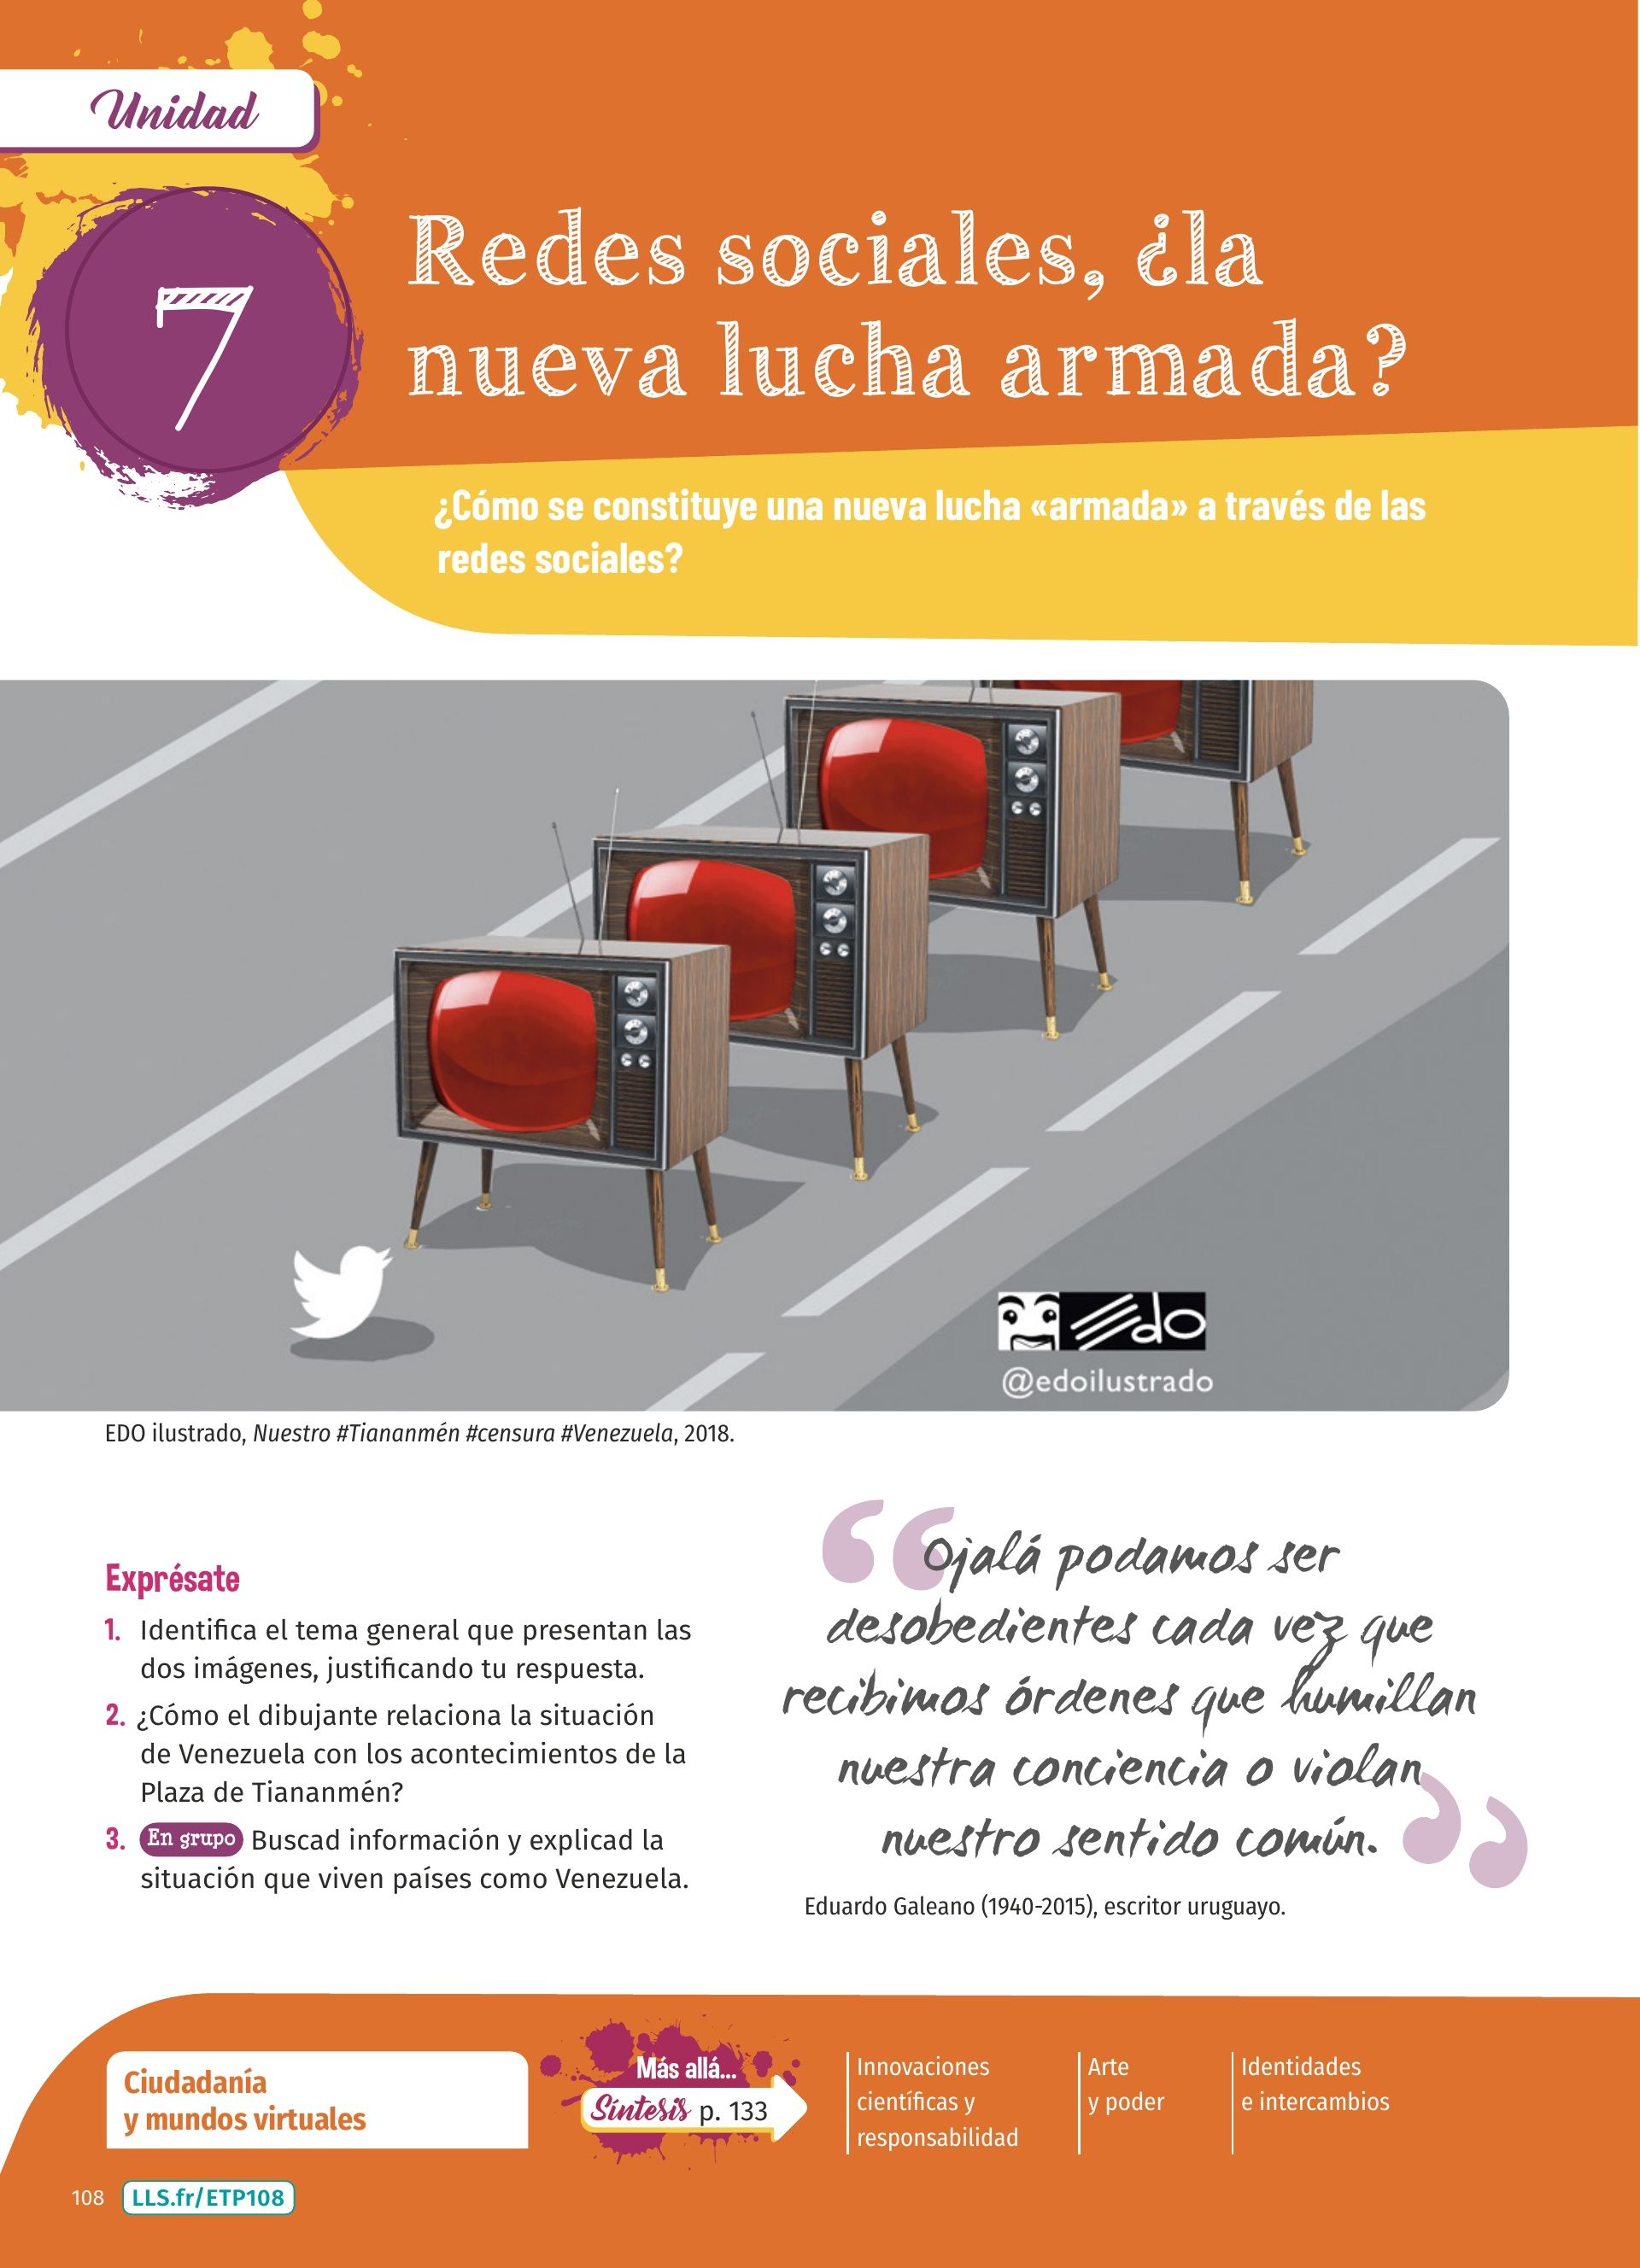 Unidad
7
Redes sociales, ¿la
nueva lucha armada?
¿Cómo se constituye una nueva lucha «armada» a través de las
redes sociales?
Edo
@edoilustrado
EDO ilustrado, Nuestro #Tiananmén #censura #Venezuela, 2018.
Exprésate
1. Identifica el tema general que presentan las
dos imágenes, justificando tu respuesta.
2. ¿Cómo el dibujante relaciona la situación
de Venezuela con los acontecimientos de la
Plaza de Tiananmén?
3. En grupo Buscad información y explicad la
situación que viven países como Venezuela.
“Ojalá podamos ser
desobedientes cada vez que
recibimos órdenes que humillan
nuestra conciencia o violan
nuestro sentido común.”
Eduardo Galeano (1940-2015), escritor uruguayo.
Ciudadanía
y mundos virtuales
Más allá...
Síntesis p. 133
Innovaciones
científicas y
responsabilidad
Arte
y poder
Identidades
e intercambios
108 LLS.fr/ETP108